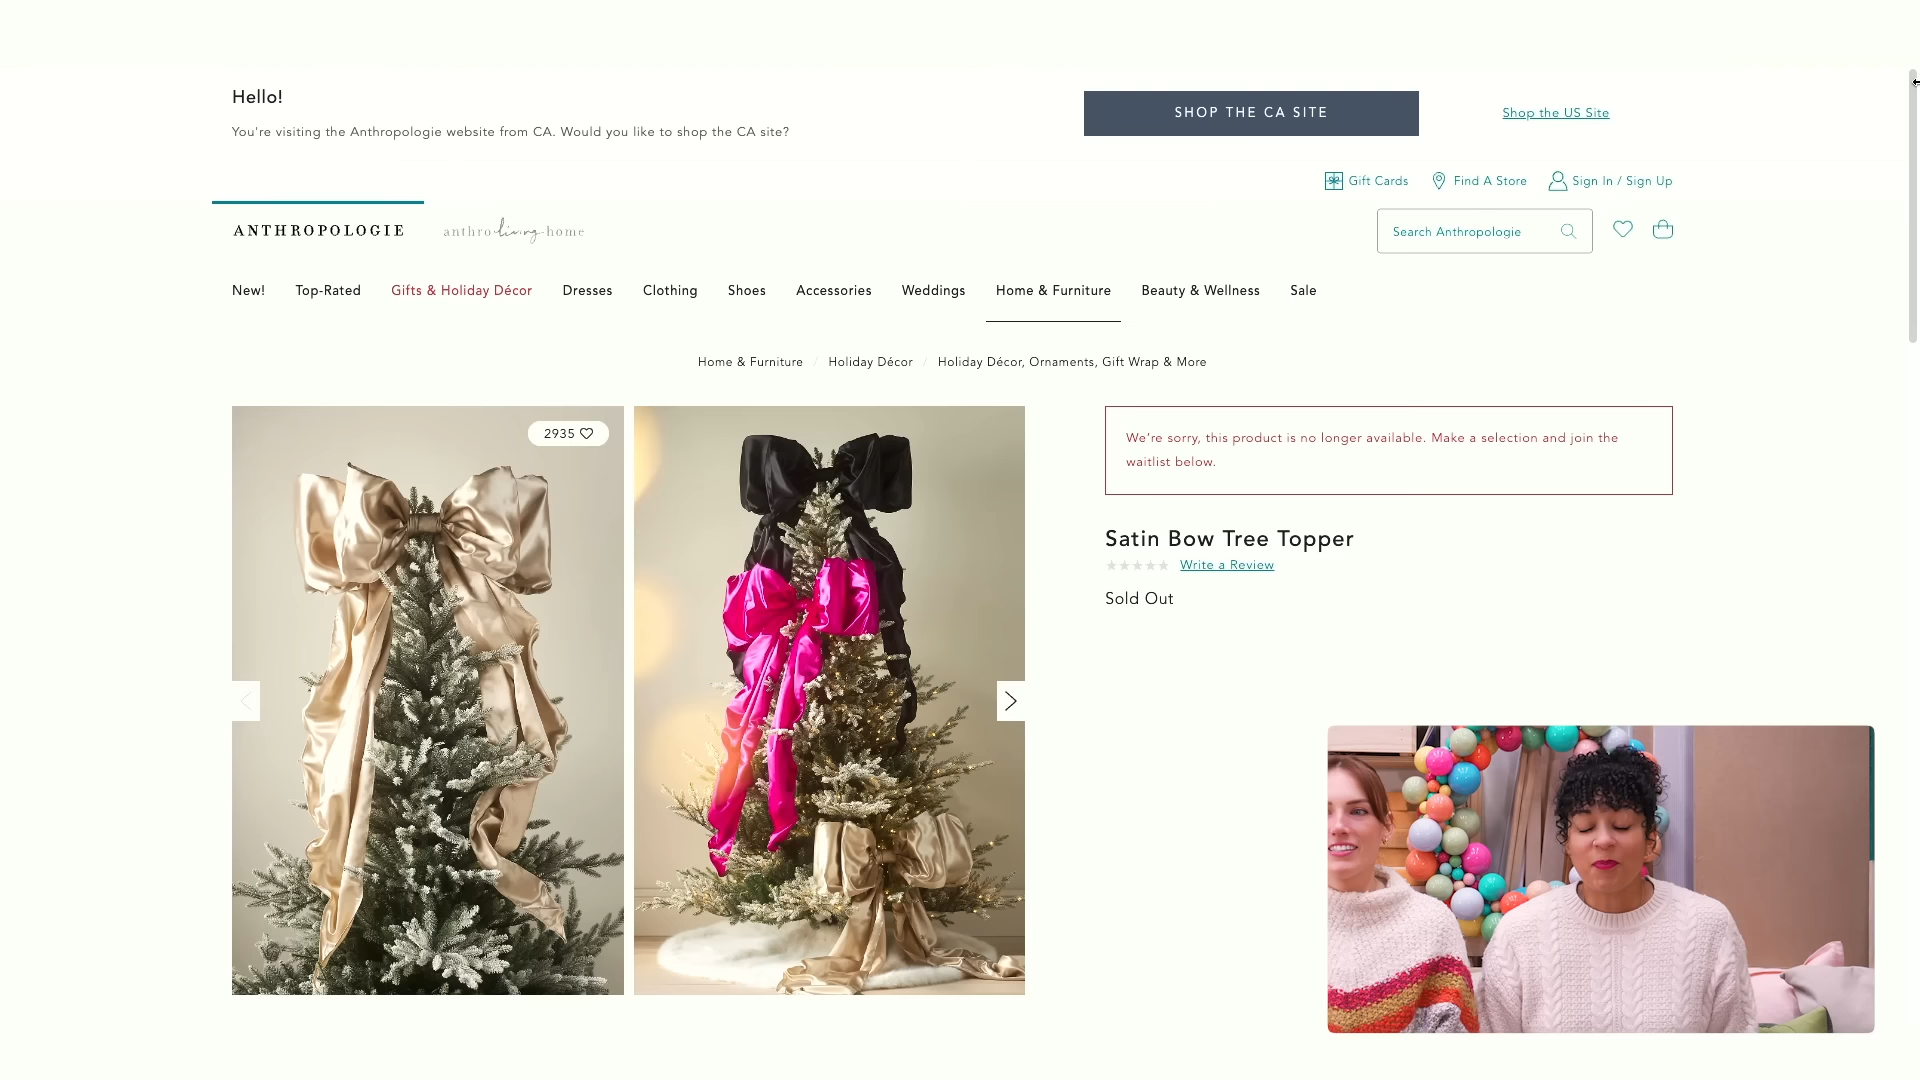 Hello!
You're visiting the Anthropologie website from CA. Would you like to shop the CA site?
SHOP THE CA SITE
Shop the US Site
Gift Cards
Find A Store
Sign In / Sign Up
ANTHROPOLOGIE
anthro living home
Search Anthropologie
New!
Top-Rated
Gifts & Holiday Décor
Dresses
Clothing
Shoes
Accessories
Weddings
Home & Furniture
Beauty & Wellness
Sale
Home & Furniture / Holiday Décor / Holiday Décor, Ornaments, Gift Wrap & More
2935
We're sorry, this product is no longer available. Make a selection and join the
waitlist below.
Satin Bow Tree Topper
Write a Review
Sold Out